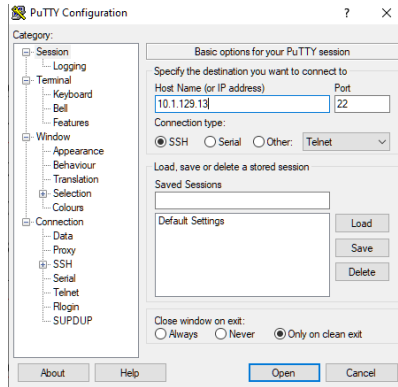 PuTTY Configuration ? ×
Category:
Session
Logging
Terminal
Keyboard
Bell
Features
Window
Appearance
Behaviour
Translation
Selection
Colours
Connection
Data
Proxy
SSH
Serial
Telnet
Rlogin
SUPDUP
Basic options for your PuTTY session
Specify the destination you want to connect to
Host Name (or IP address) Port
10.1.129.13 22
Connection type:
SSH Serial Other: Telnet
Load, save or delete a stored session
Saved Sessions
Default Settings
Load
Save
Delete
Close window on exit:
Always Never Only on clean exit
About Help Open Cancel